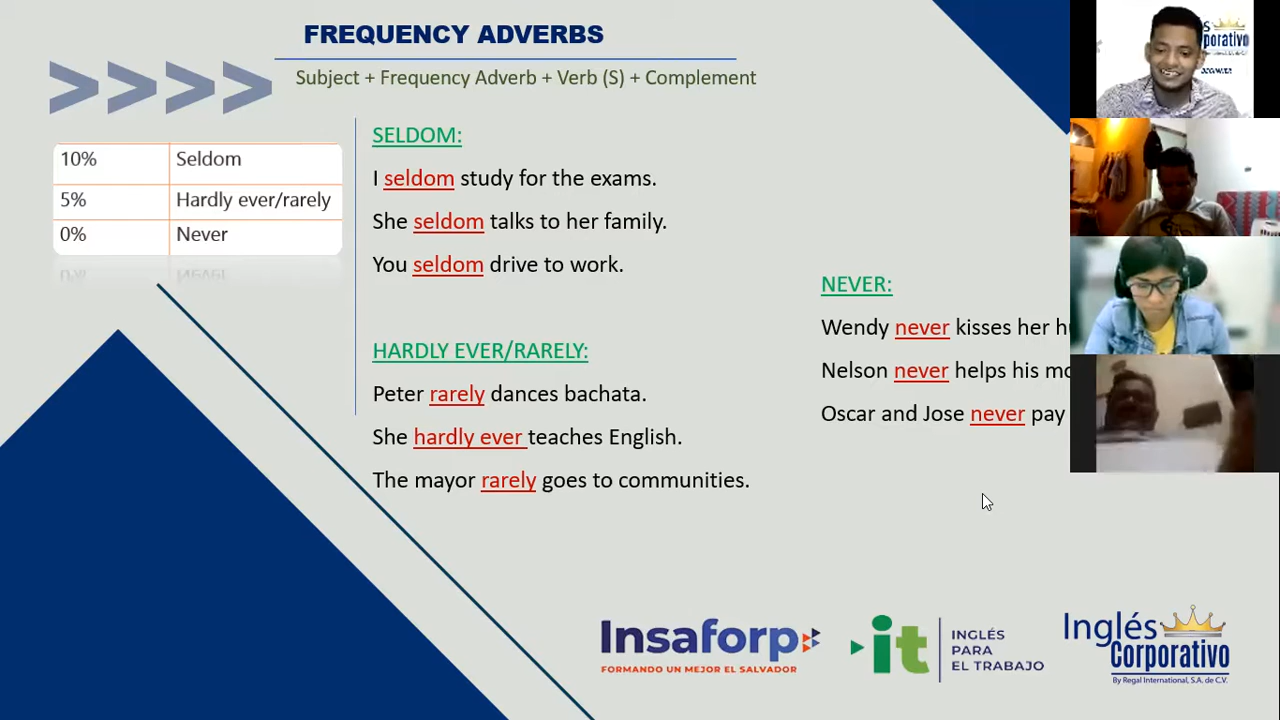 FREQUENCY ADVERBS
Subject + Frequency Adverb + Verb (S) + Complement
10% Seldom
5% Hardly ever/rarely
0% Never
SELDOM:
I seldom study for the exams.
She seldom talks to her family.
You seldom drive to work.
HARDLY EVER/RARELY:
Peter rarely dances bachata.
She hardly ever teaches English.
The mayor rarely goes to communities.
NEVER:
Wendy never kisses her
Nelson never helps his
Oscar and Jose never pay
Insaforp
FORMANDO UN MEJOR EL SALVADOR
it
INGLÉS
PARA
EL TRABAJO
Inglés
Corporativo
By Regal International, S.A. de C.V.